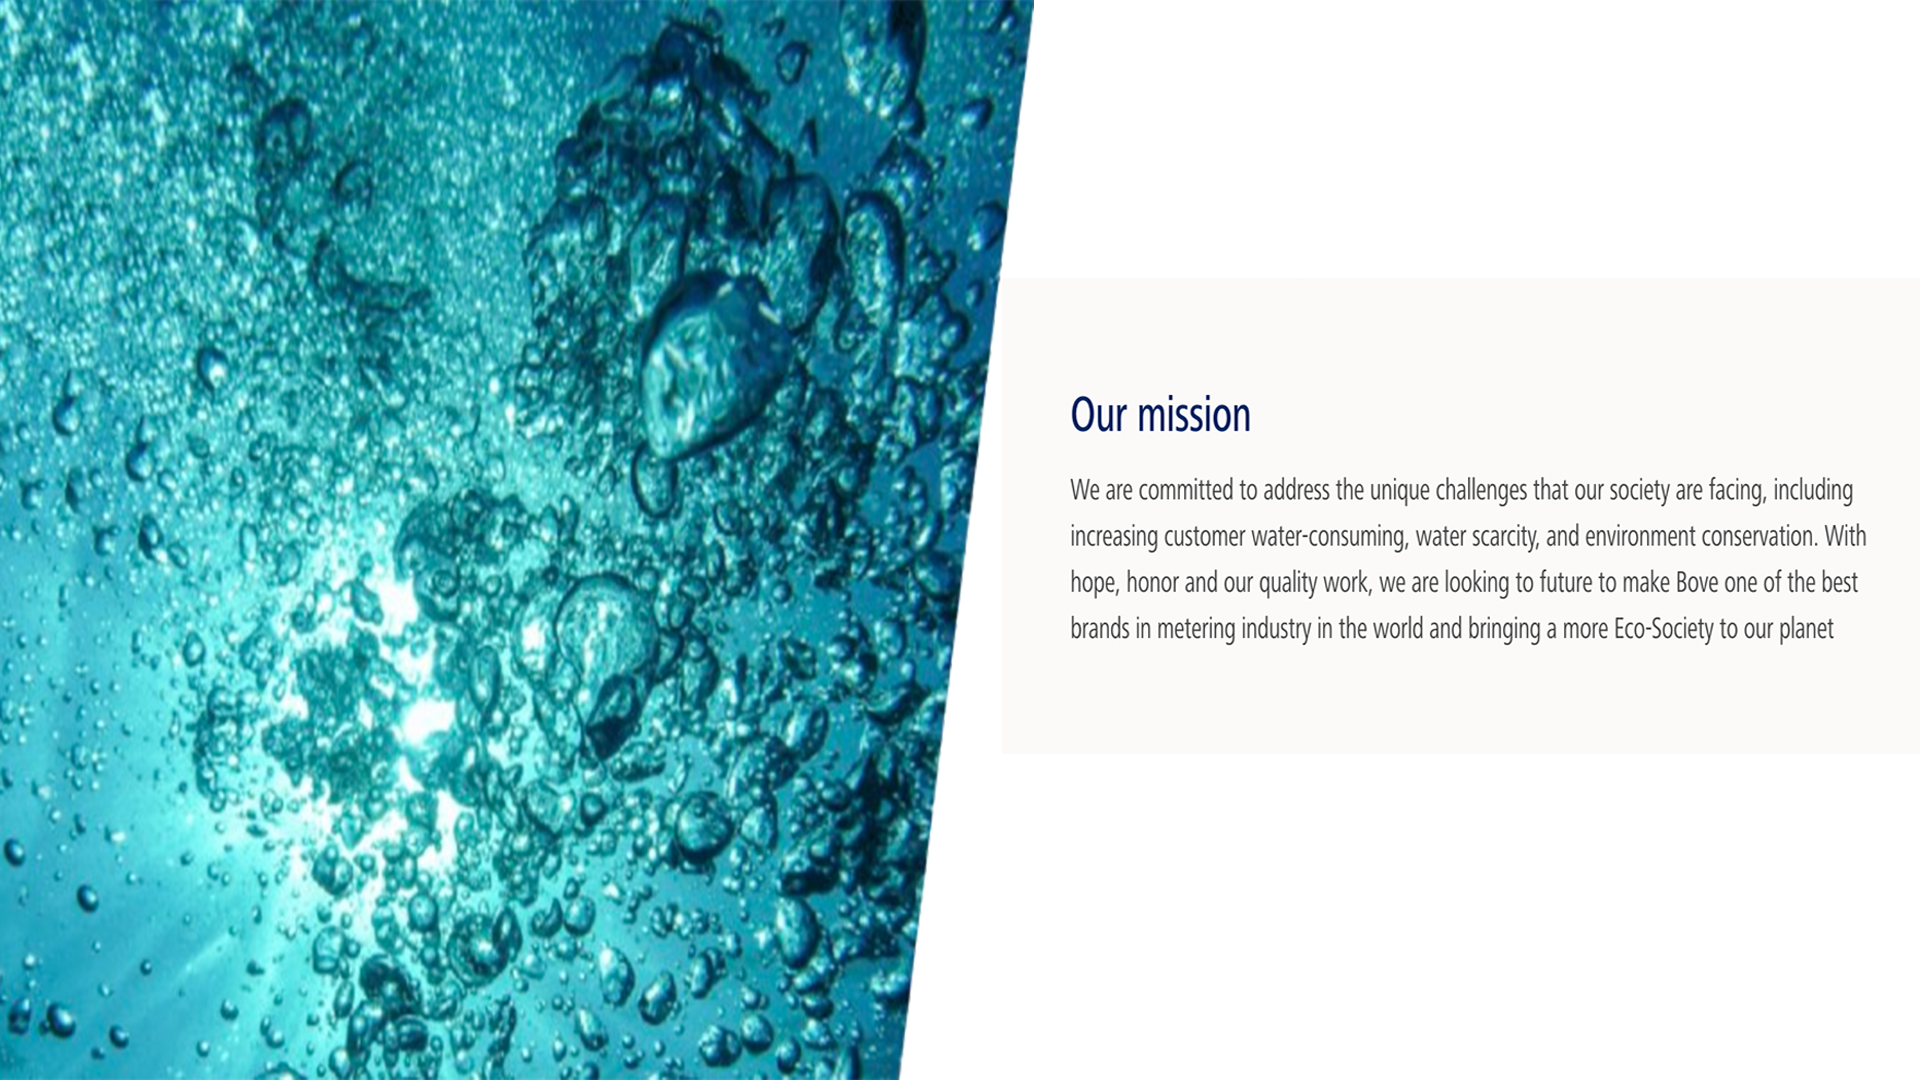 Our mission
We are committed to address the unique challenges that our society are facing, including
increasing customer water-consuming, water scarcity, and environment conservation. With
hope, honor and our quality work, we are looking to future to make Bove one of the best
brands in metering industry in the world and bringing a more Eco-Society to our planet